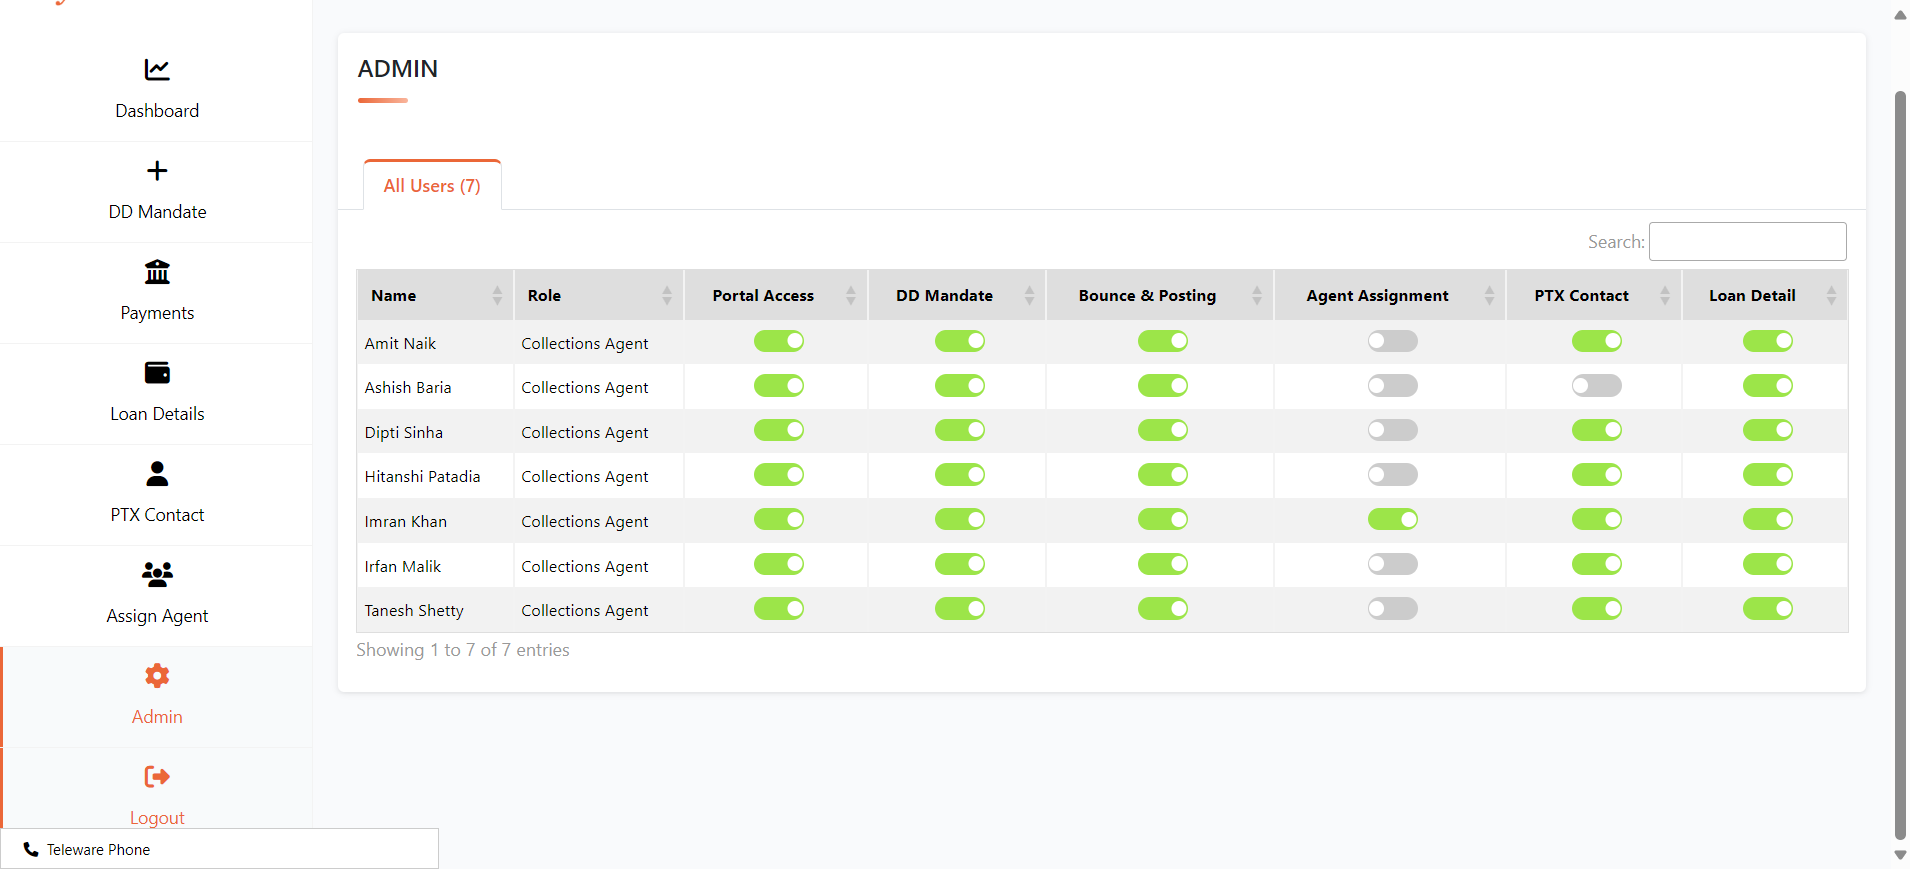 Dashboard
DD Mandate
Payments
Loan Details
PTX Contact
Assign Agent
Admin
Logout
Teleware Phone
ADMIN
All Users (7)
Search:
Name Role Portal Access DD Mandate Bounce & Posting Agent Assignment PTX Contact Loan Detail
Amit Naik Collections Agent
Ashish Baria Collections Agent
Dipti Sinha Collections Agent
Hitanshi Patadia Collections Agent
Imran Khan Collections Agent
Irfan Malik Collections Agent
Tanesh Shetty Collections Agent
Showing 1 to 7 of 7 entries